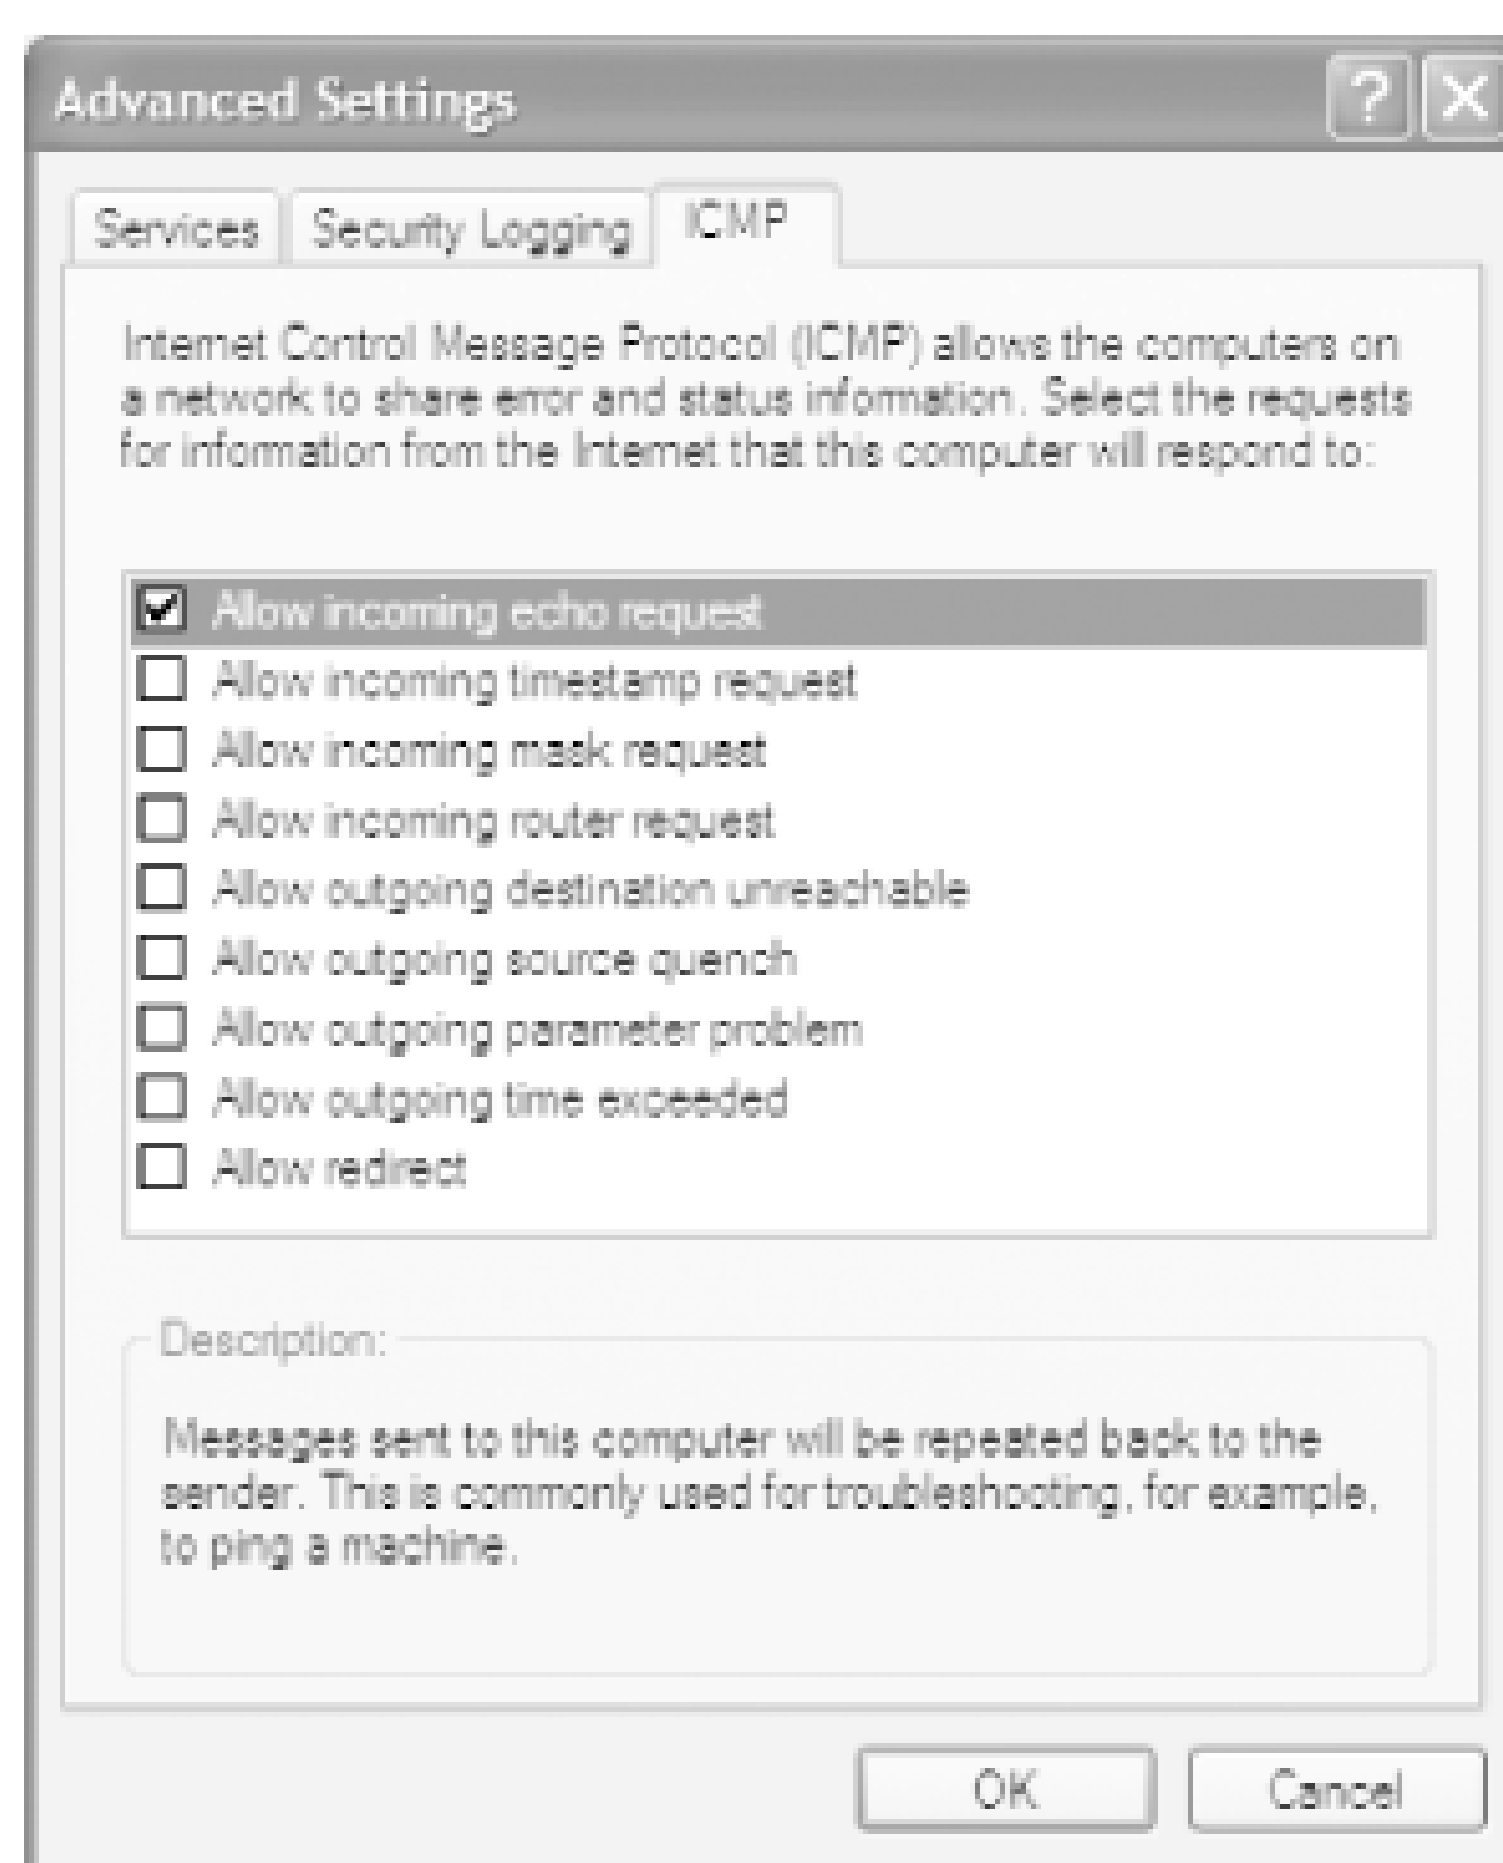 Advanced Settings
Services Security Logging ICMP
Internet Control Message Protocol (ICMP) allows the computers on
a network to share error and status information. Select the requests
for information from the Internet that this computer will respond to:
Allow incoming echo request
Allow incoming timestamp request
Allow incoming mask request
Allow incoming router request
Allow outgoing destination unreachable
Allow outgoing source quench
Allow outgoing parameter problem
Allow outgoing time exceeded
Allow redirect
Description:
Messages sent to this computer will be repeated back to the
sender. This is commonly used for troubleshooting, for example,
to ping a machine.
OK Cancel